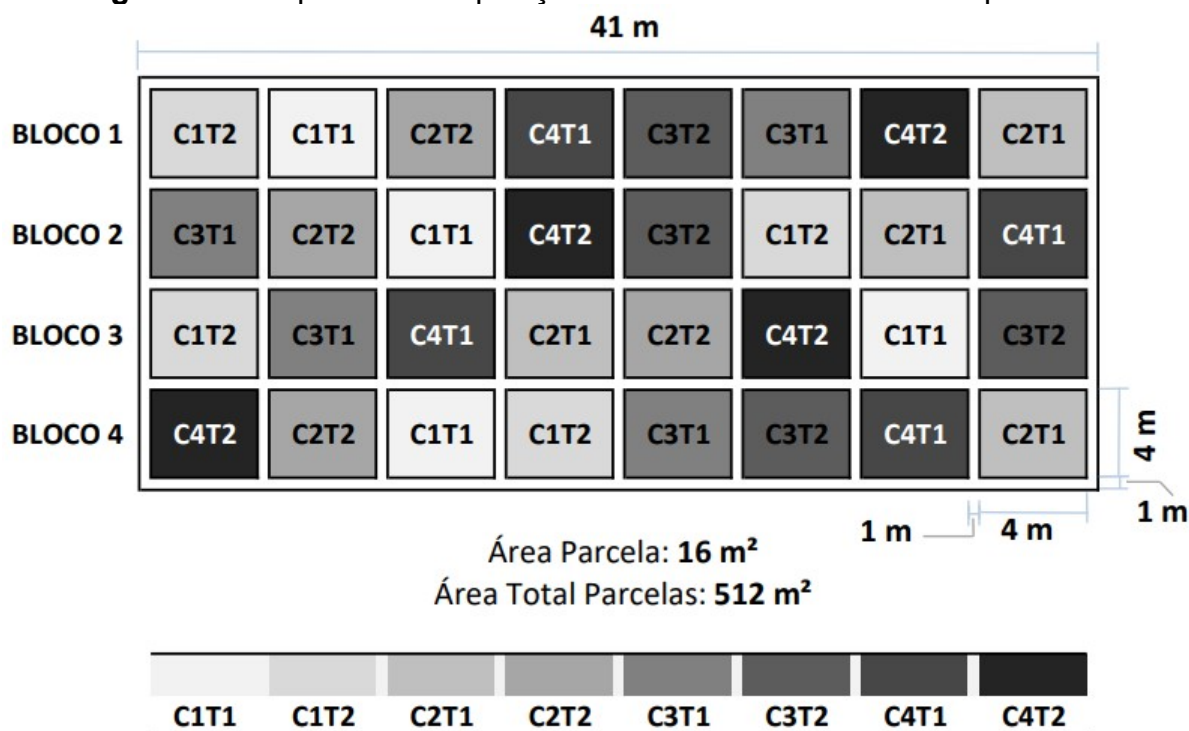 41 m
BLOCO 1 C1T2 C1T1 C2T2 C4T1 C3T2 C3T1 C4T2 C2T1
BLOCO 2 C3T1 C2T2 C1T1 C4T2 C3T2 C1T2 C2T1 C4T1
BLOCO 3 C1T2 C3T1 C4T1 C2T1 C2T2 C4T2 C1T1 C3T2
BLOCO 4 C4T2 C2T2 C1T1 C1T2 C3T1 C3T2 C4T1 C2T1
4 m
1 m
1 m 4 m
Área Parcela: 16 m²
Área Total Parcelas: 512 m²
C1T1 C1T2 C2T1 C2T2 C3T1 C3T2 C4T1 C4T2